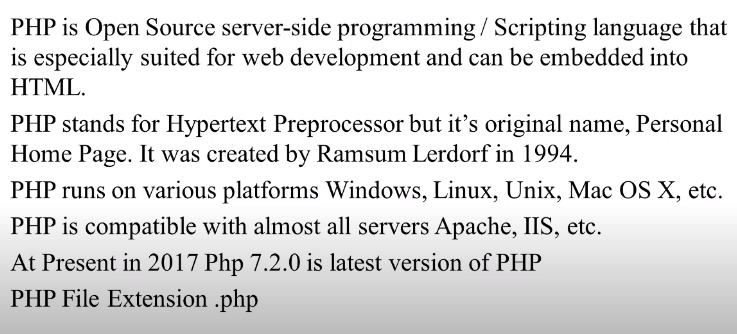 PHP is Open Source server-side programming / Scripting language that
is especially suited for web development and can be embedded into
HTML.
PHP stands for Hypertext Preprocessor but it’s original name, Personal
Home Page. It was created by Ramsum Lerdorf in 1994.
PHP runs on various platforms Windows, Linux, Unix, Mac OS X, etc.
PHP is compatible with almost all servers Apache, IIS, etc.
At Present in 2017 Php 7.2.0 is latest version of PHP
PHP File Extension .php